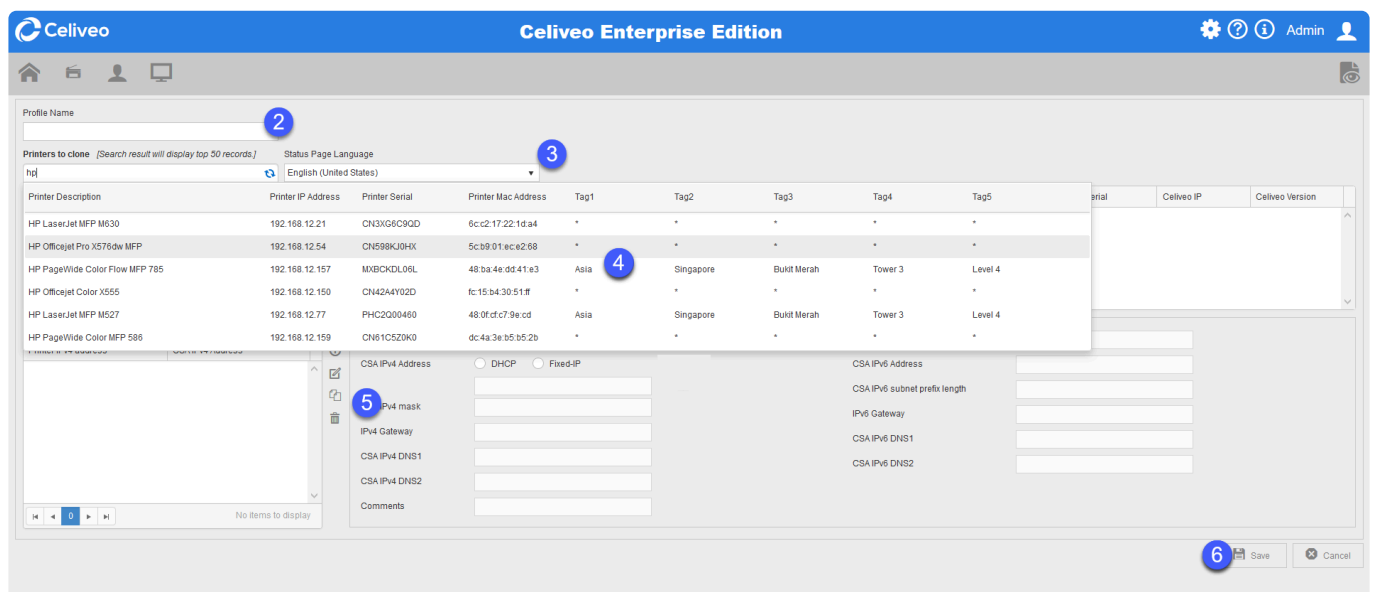 Celiveo
Celiveo Enterprise Edition
Admin
Profile Name
2
Printers to clone [Search result will display top 50 records.]
Status Page Language
3
hp
English (United States)
Printer Description Printer IP Address Printer Serial Printer Mac Address Tag1 Tag2 Tag3 Tag4 Tag5
erial Celiveo IP Celiveo Version
HP LaserJet MFP M630 192.168.12.21 CN3XG6C9QD 6c:c2:17:22:1d:a4 * * * * *
HP Officejet Pro X576dw MFP 192.168.12.54 CN598KJ0HX 5c:b9:01:ec:e2:68 * * * * *
HP PageWide Color Flow MFP 785 192.168.12.157 MXBCKDL06L 48:ba:4e:dd:41:e3 Asia 4 Singapore Bukit Merah Tower 3 Level 4
HP Officejet Color X555 192.168.12.150 CN42A4Y02D fc:15:b4:30:51:ff * * * * *
HP LaserJet MFP M527 192.168.12.77 PHC2Q00460 48:0f:cf:c7:9e:cd Asia Singapore Bukit Merah Tower 3 Level 4
HP PageWide Color MFP 586 192.168.12.159 CN61C5Z0K0 dc:4a:3e:b5:b5:2b * * * * *
CSA IPv4 Address DHCP Fixed-IP
CSA IPv6 Address
CSA IPv6 subnet prefix length
5
IPv4 mask
IPv6 Gateway
IPv4 Gateway
CSA IPv6 DNS1
CSA IPv4 DNS1
CSA IPv6 DNS2
CSA IPv4 DNS2
Comments
0
No items to display
6
Save
Cancel